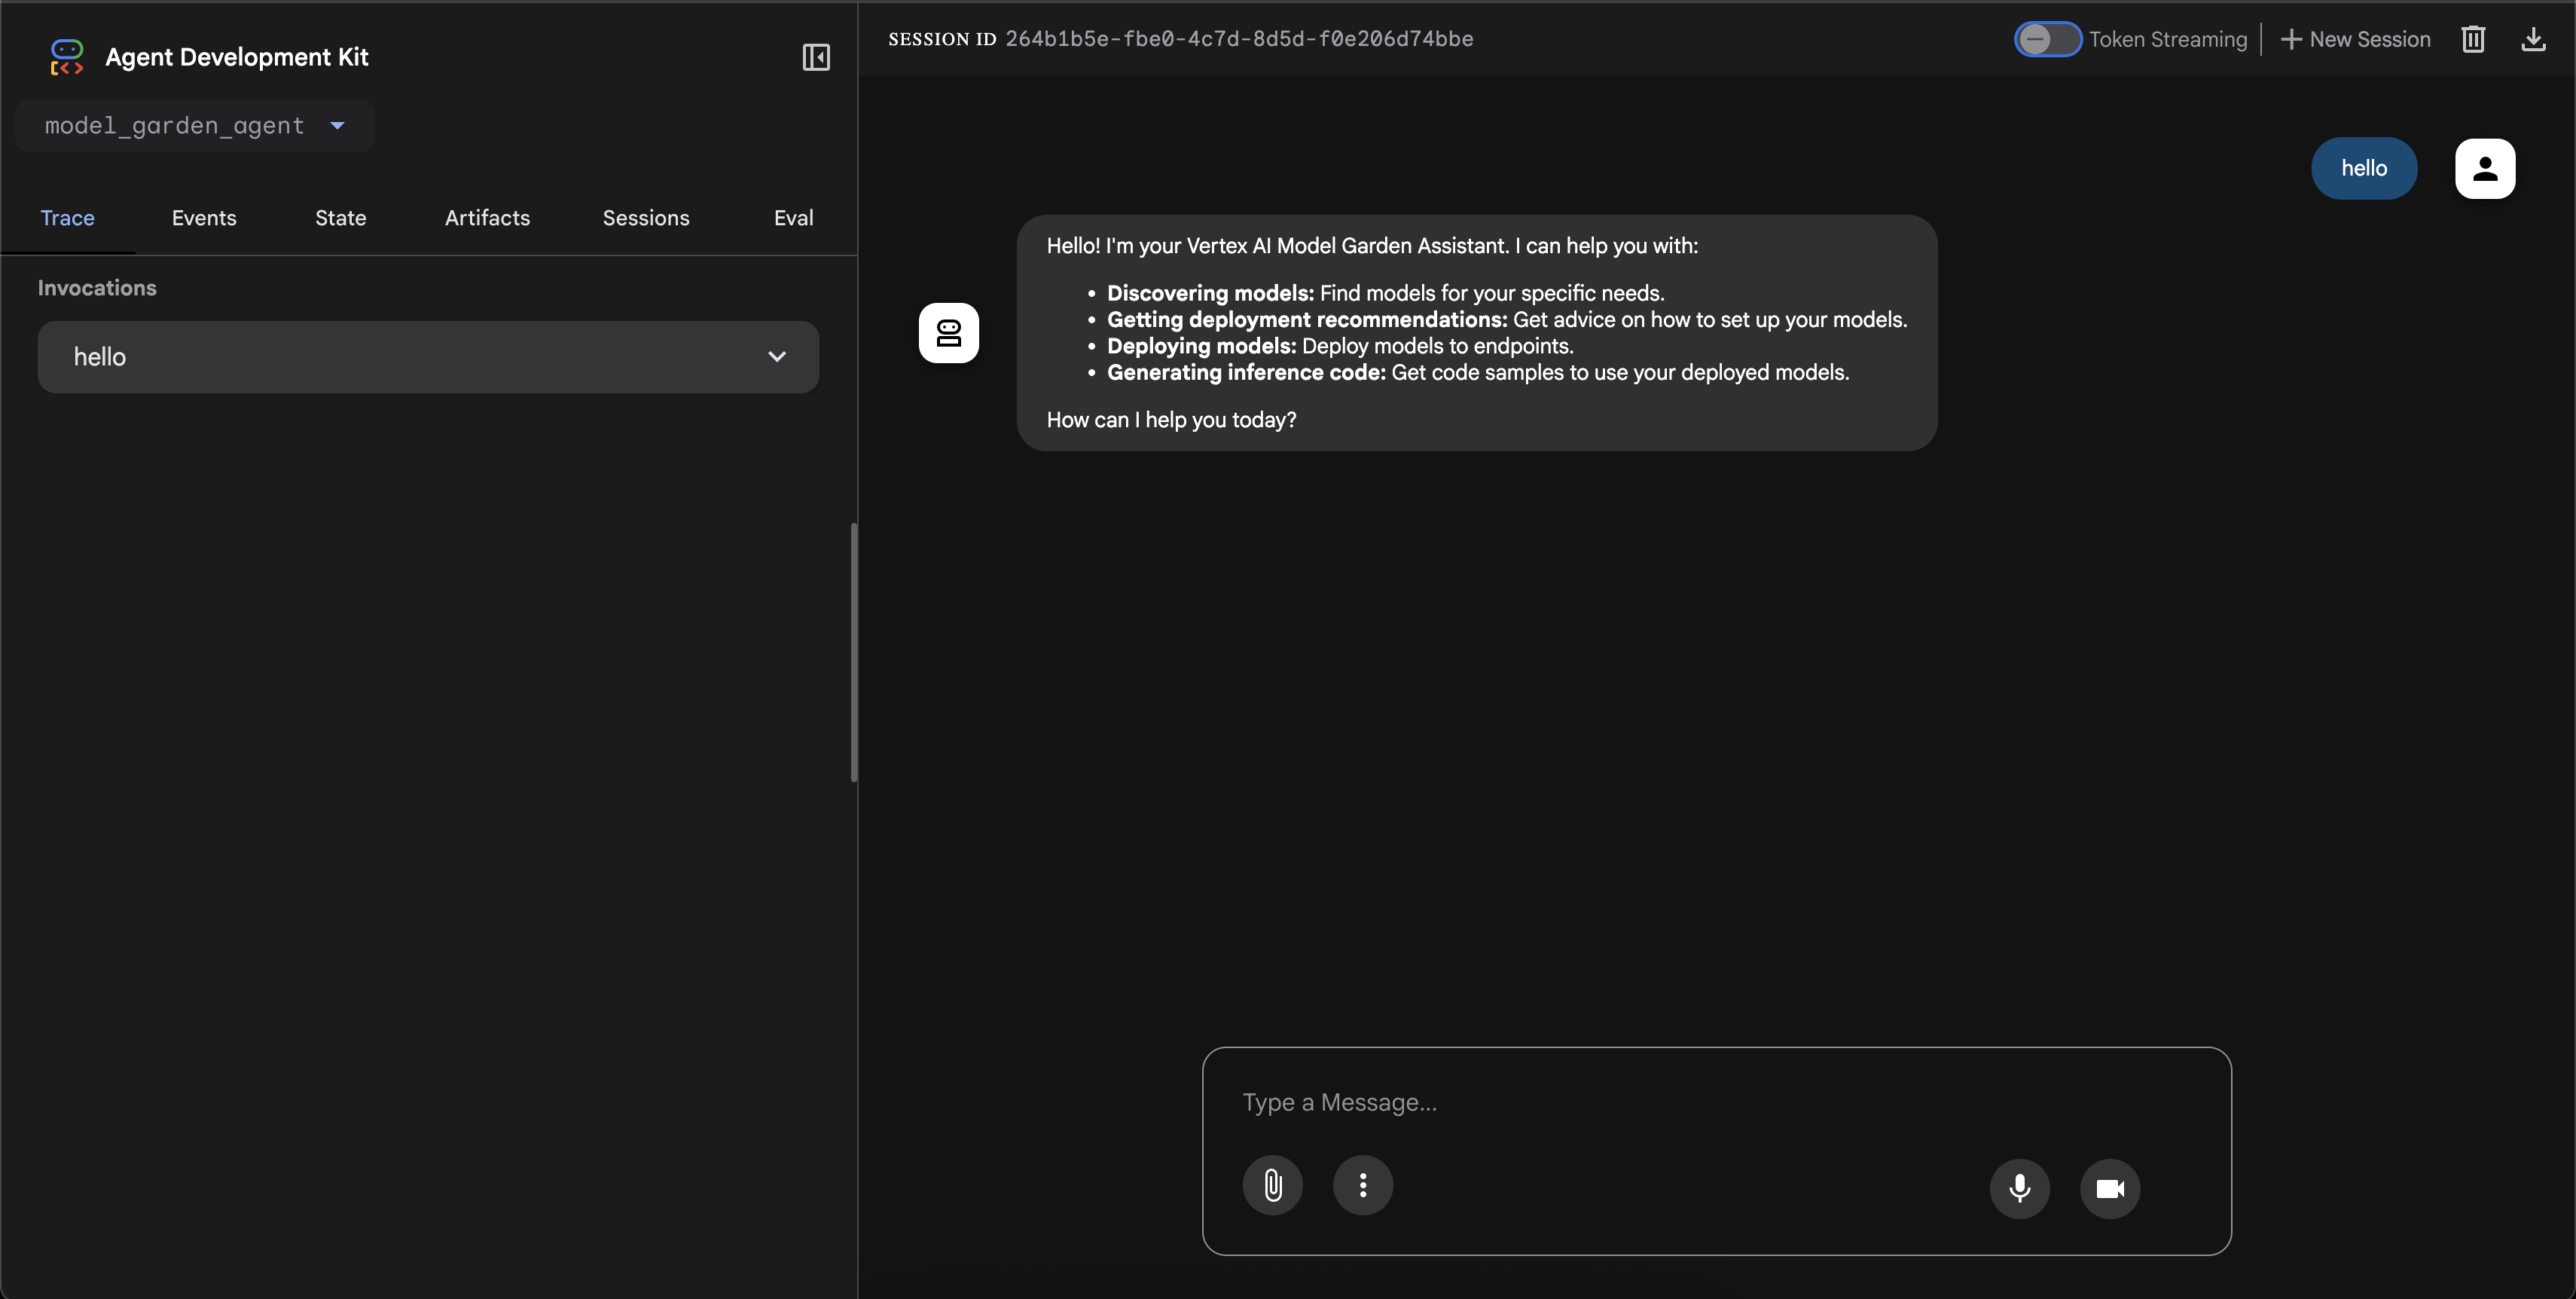 Agent Development Kit
model_garden_agent
Trace Events State Artifacts Sessions Eval
Invocations
hello
SESSION ID 264b1b5e-fbe0-4c7d-8d5d-f0e206d74bbe
Token Streaming
New Session
hello
Hello! I'm your Vertex AI Model Garden Assistant. I can help you with:
• Discovering models: Find models for your specific needs.
• Getting deployment recommendations: Get advice on how to set up your models.
• Deploying models: Deploy models to endpoints.
• Generating inference code: Get code samples to use your deployed models.
How can I help you today?
Type a Message...